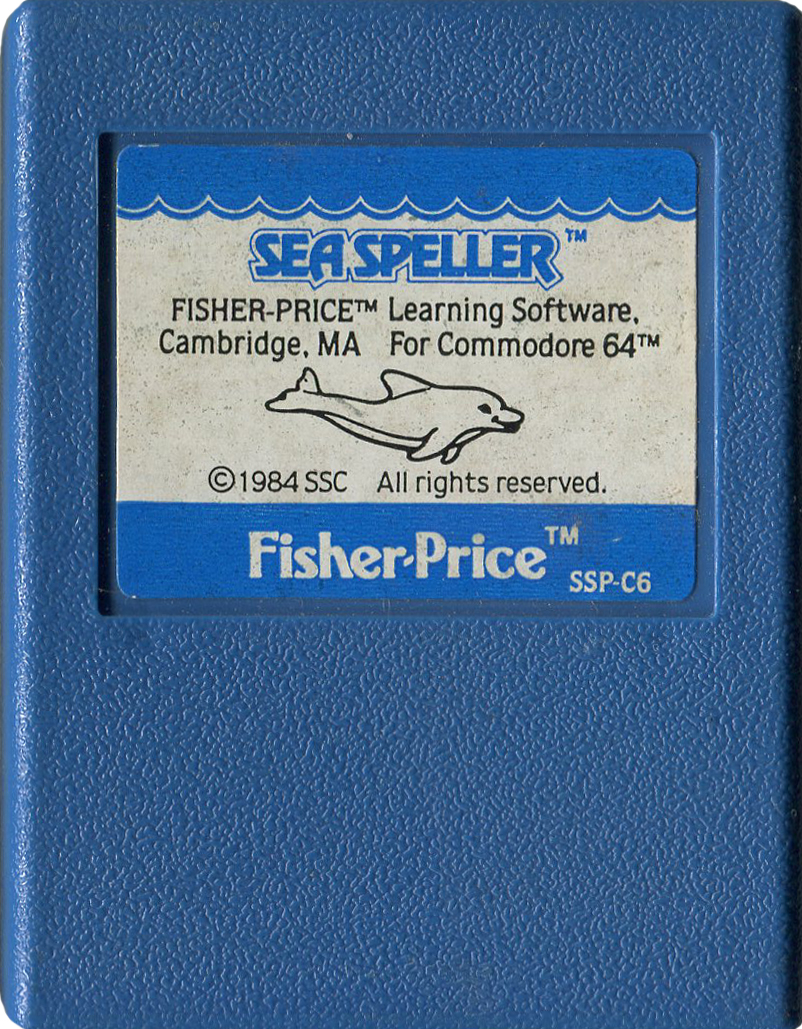 SEA SPELLER™
FISHER-PRICE™ Learning Software,
Cambridge, MA For Commodore 64™
©1984 SSC All rights reserved.
Fisher-Price™
SSP-C6